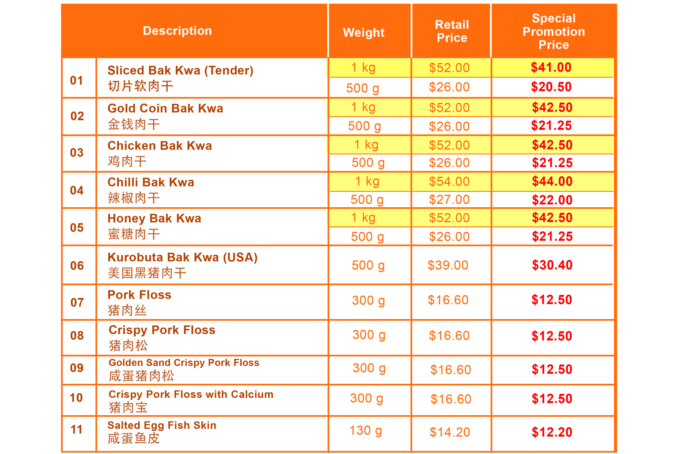 Description Weight Retail Price Special Promotion Price
01 Sliced Bak Kwa (Tender) 1 kg $52.00 $41.00
切片软肉干 500 g $26.00 $20.50
02 Gold Coin Bak Kwa 1 kg $52.00 $42.50
金钱肉干 500 g $26.00 $21.25
03 Chicken Bak Kwa 1 kg $52.00 $42.50
鸡肉干 500 g $26.00 $21.25
04 Chilli Bak Kwa 1 kg $54.00 $44.00
辣椒肉干 500 g $27.00 $22.00
05 Honey Bak Kwa 1 kg $52.00 $42.50
蜜糖肉干 500 g $26.00 $21.25
06 Kurobuta Bak Kwa (USA) 500 g $39.00 $30.40
美国黑猪肉干
07 Pork Floss 300 g $16.60 $12.50
猪肉丝
08 Crispy Pork Floss 300 g $16.60 $12.50
猪肉松
09 Golden Sand Crispy Pork Floss 300 g $16.60 $12.50
咸蛋猪肉松
10 Crispy Pork Floss with Calcium 300 g $16.60 $12.50
猪肉宝
11 Salted Egg Fish Skin 130 g $14.20 $12.20
咸蛋鱼皮